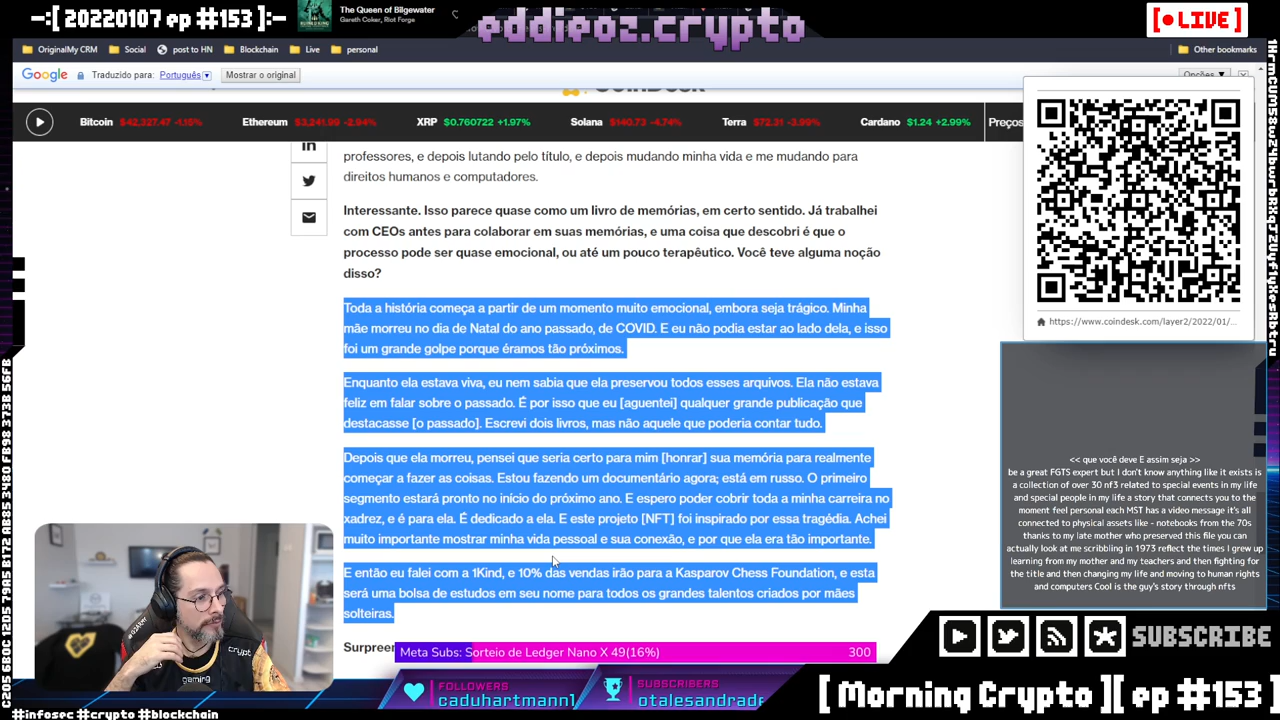 -:[ 20220107 ep #153 ]:-
The Queen of Bilgewater
Gareth Coker, Riot Forge
eddieoz.crypto
[ ● LIVE ]
OriginalMy CRM
Social
post to HN
Blockchain
Live
personal
Other bookmarks
Google
Traduzido para: Português
Mostrar o original
Opções ▼
CoinDesk
Bitcoin $42,327.47 -1.15%
Ethereum $3,241.99 -2.94%
XRP $0.760722 +1.97%
Solana $140.73 -4.74%
Terra $72.31 -3.99%
Cardano $1.24 +2.99%
Preços
professores, e depois lutando pelo título, e depois mudando minha vida e me mudando para
direitos humanos e computadores.
Interessante. Isso parece quase como um livro de memórias, em certo sentido. Já trabalhei
com CEOs antes para colaborar em suas memórias, e uma coisa que descobri é que o
processo pode ser quase emocional, ou até um pouco terapêutico. Você teve alguma noção
disso?
Toda a história começa a partir de um momento muito emocional, embora seja trágico. Minha
mãe morreu no dia de Natal do ano passado, de COVID. E eu não podia estar ao lado dela, e isso
foi um grande golpe porque éramos tão próximos.
Enquanto ela estava viva, eu nem sabia que ela preservou todos esses arquivos. Ela não estava
feliz em falar sobre o passado. É por isso que eu [aguentei] qualquer grande publicação que
destacasse [o passado]. Escrevi dois livros, mas não aquele que poderia contar tudo.
Depois que ela morreu, pensei que seria certo para mim [honrar] sua memória para realmente
começar a fazer as coisas. Estou fazendo um documentário agora; está em russo. O primeiro
segmento estará pronto no início do próximo ano. E espero poder cobrir toda a minha carreira no
xadrez, e é para ela. É dedicado a ela. E este projeto [NFT] foi inspirado por essa tragédia. Achei
muito importante mostrar minha vida pessoal e sua conexão, e por que ela era tão importante.
E então eu falei com a 1Kind, e 10% das vendas irão para a Kasparov Chess Foundation, e esta
será uma bolsa de estudos em seu nome para todos os grandes talentos criados por mães
solteiras.
Surpreen
https://www.coindesk.com/layer2/2022/01/...
<< que você deve E assim seja >>
be a great FGTS expert but I don't know anything like it exists is
a collection of over 30 nf3 related to special events in my life
and special people in my life a story that connects you to the
moment feel personal each MST has a video message it's all
connected to physical assets like - notebooks from the 70s
thanks to my late mother who preserved this file you can
actually look at me scribbling in 1973 reflect the times I grew up
learning from my mother and my teachers and then fighting for
the title and then changing my life and moving to human rights
and computers Cool is the guy's story through nfts
gaming
Meta Subs: Sorteio de Ledger Nano X 49(16%)
300
SUBSCRIBE
FOLLOWERS
caduhartmann1
SUBSCRIBERS
otalesandrade
[ Morning Crypto ][ ep #153 ]
#infosec #crypto #blockchain